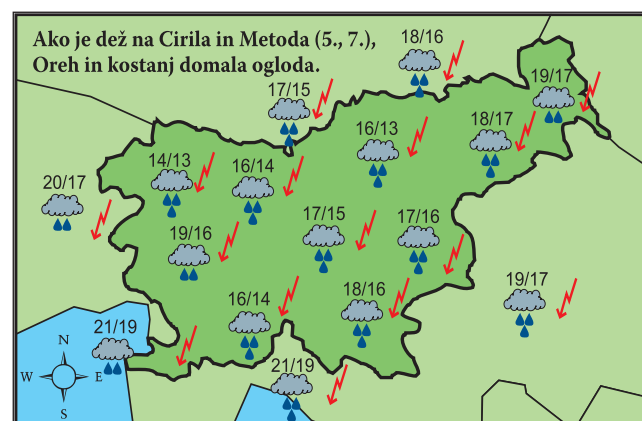 Ako je dež na Cirila in Metoda (5., 7.),
Oreh in kostanj domala ogloda.
18/16
19/17
17/15
18/17
16/13
14/13
16/14
20/17
17/15
17/16
19/16
19/17
18/16
16/14
21/19
21/19
N
W
E
S